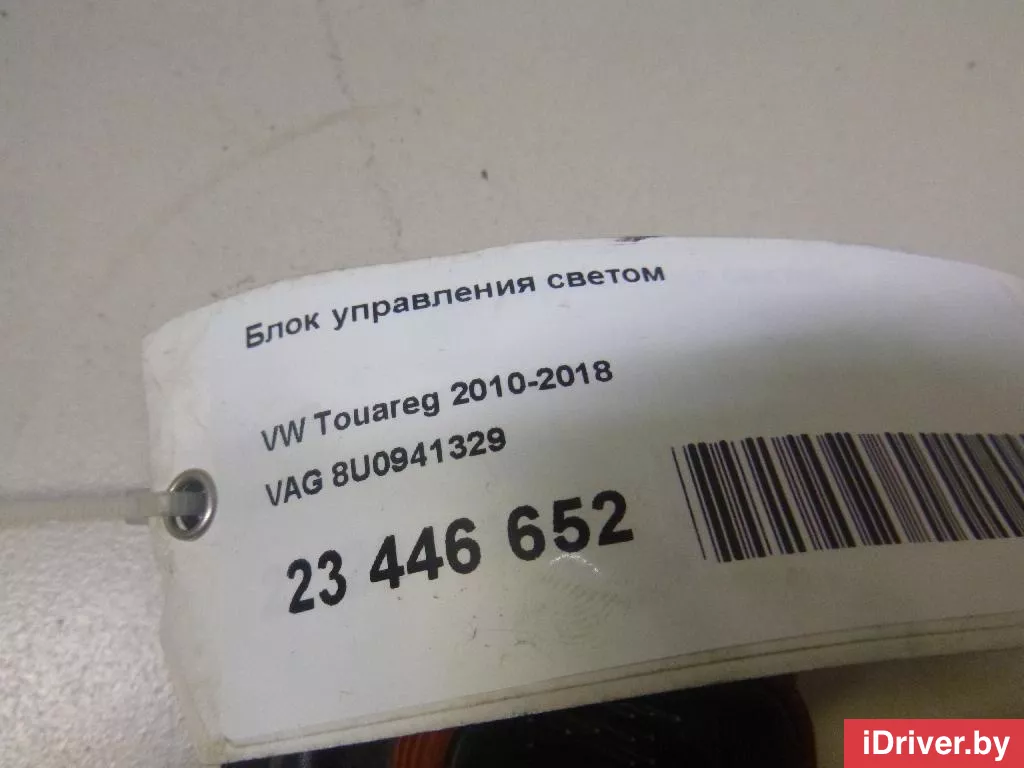 Блок управления светом
VW Touareg 2010-2018
VAG 8U0941329
23 446 652
iDriver.by